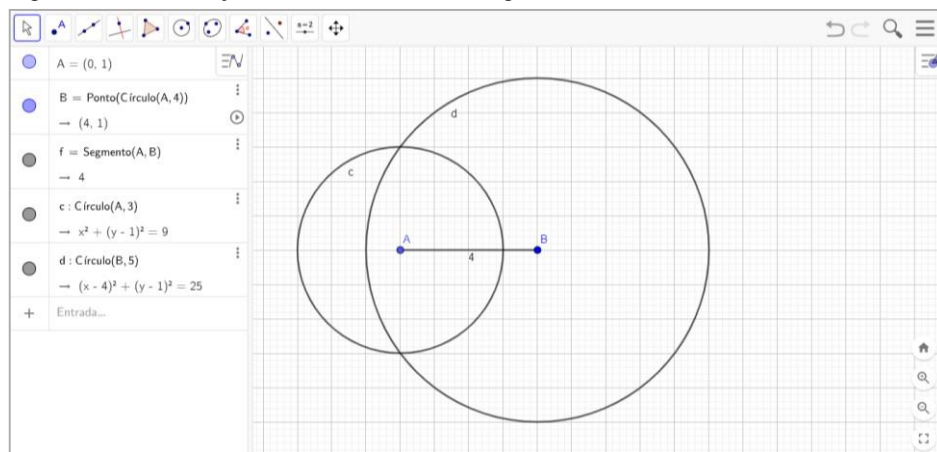 A
a=2
A = (0, 1)
B = Ponto(Círculo(A, 4))
→ (4, 1)
f = Segmento(A, B)
→ 4
c : Círculo(A, 3)
→ x² + (y - 1)² = 9
d : Círculo(B, 5)
→ (x - 4)² + (y - 1)² = 25
+ Entrada...
d
c
A
B
4